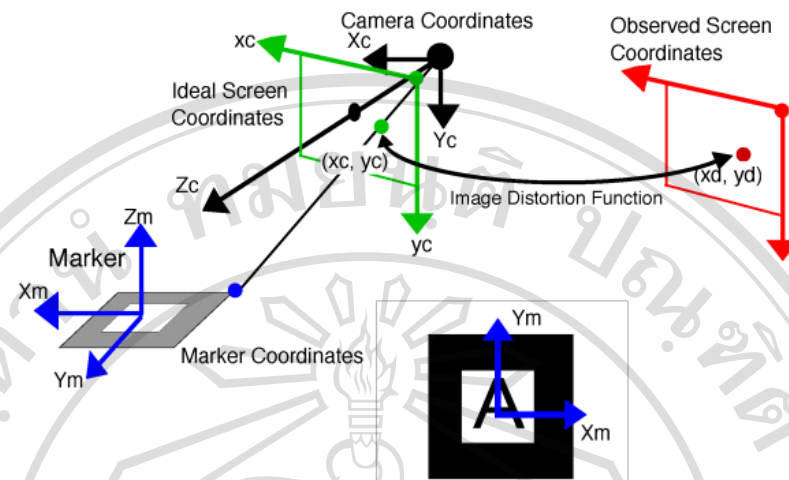 Camera Coordinates
Observed Screen
Coordinates
xc
Xc
Ideal Screen
Coordinates
Yc
(xc, yc)
(xd, yd)
Zc
Image Distortion Function
Zm
yc
Marker
Xm
Marker Coordinates
Ym
Ym
A
Xm